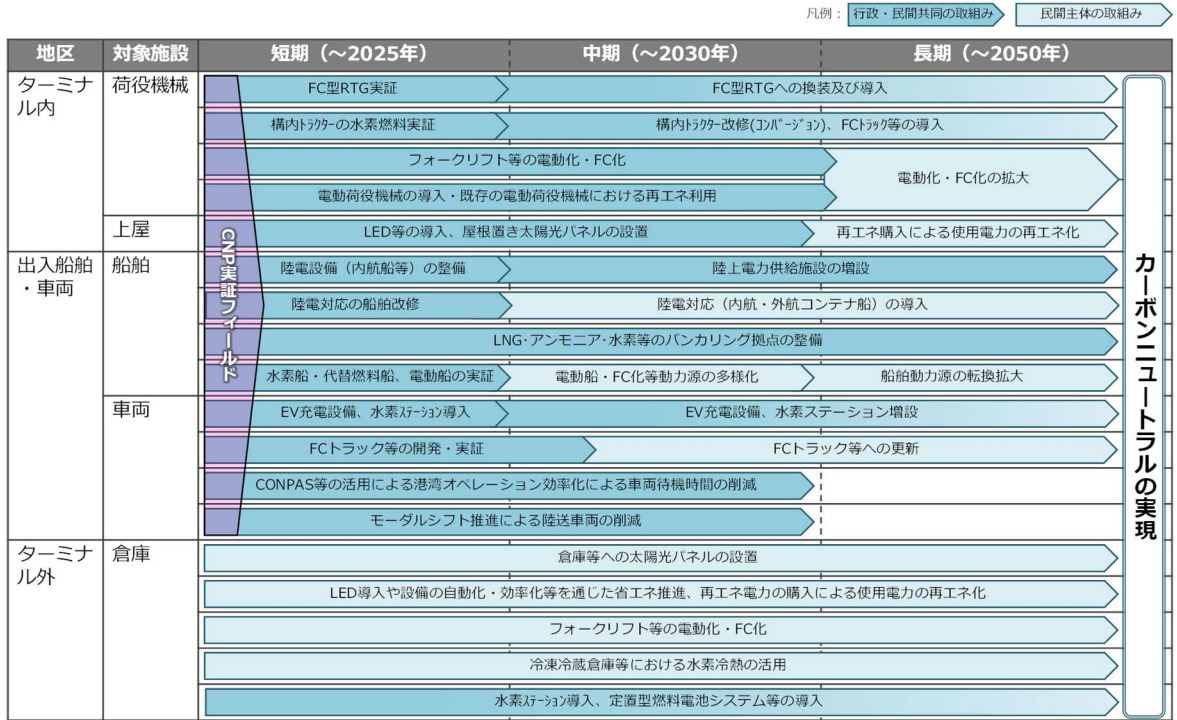 凡例： 行政・民間共同の取組み 民間主体の取組み
地区 対象施設 短期（～2025年） 中期（～2030年） 長期（～2050年）
ターミナ
ル内
荷役機械
FC型RTG実証 FC型RTGへの換装及び導入
構内ﾄﾗｸﾀｰの水素燃料実証 構内ﾄﾗｸﾀｰ改修(ｺﾝﾊﾞｰｼﾞｮﾝ)、FCﾄﾗｯｸ等の導入
フォークリフト等の電動化・FC化
電動荷役機械の導入・既存の電動荷役機械における再エネ利用
電動化・FC化の拡大
上屋
LED等の導入、屋根置き太陽光パネルの設置 再エネ購入による使用電力の再エネ化
出入船舶
・車両
船舶
陸電設備（内航船等）の整備 陸上電力供給施設の増設
陸電対応の船舶改修 陸電対応（内航・外航コンテナ船）の導入
LNG･アンモニア･水素等のバンカリング拠点の整備
水素船・代替燃料船、電動船の実証 電動船・FC化等動力源の多様化 船舶動力源の転換拡大
車両
EV充電設備、水素ｽﾃｰｼｮﾝ導入 EV充電設備、水素ステーション増設
FCトラック等の開発・実証 FCトラック等への更新
CONPAS等の活用による港湾オペレーション効率化による車両待機時間の削減
モーダルシフト推進による陸送車両の削減
ターミナ
ル外
倉庫
倉庫等への太陽光パネルの設置
LED導入や設備の自動化・効率化等を通じた省エネ推進、再エネ電力の購入による使用電力の再エネ化
フォークリフト等の電動化・FC化
冷凍冷蔵倉庫等における水素冷熱の活用
水素ｽﾃｰｼｮﾝ導入、定置型燃料電池システム等の導入
CNP実証フィールド
カーボンニュートラルの実現